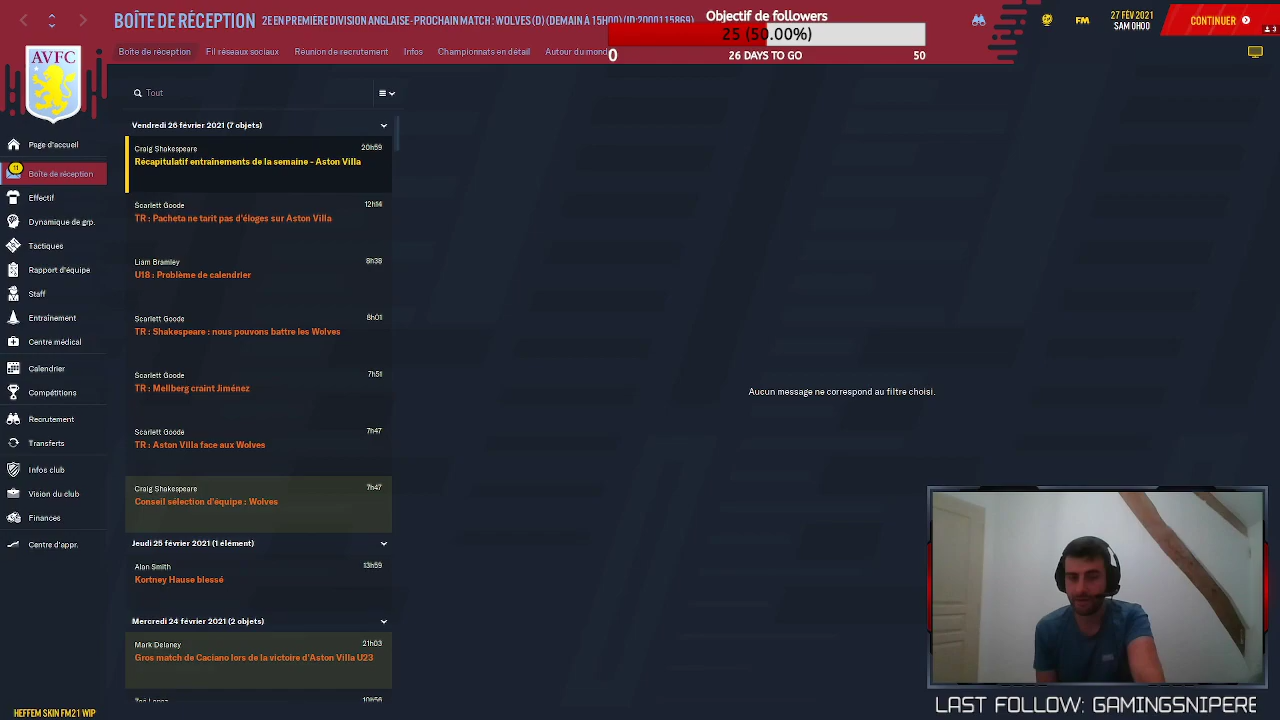 BOÎTE DE RÉCEPTION
2E EN PREMIÈRE DIVISION ANGLAISE - PROCHAIN MATCH : WOLVES (D) (DEMAIN À 15H00) (ID:2000115869)
Objectif de followers
25 (50.00%)
0 26 DAYS TO GO 50
FM
27 FÉV 2021
SAM 0H00
CONTINUER
3
Boîte de réception Fil réseaux sociaux Réunion de recrutement Infos Championnats en détail Autour du mond
AVFC
Page d'accueil
11
Boîte de réception
Effectif
Dynamique de grp.
Tactiques
Rapport d'équipe
Staff
Entraînement
Centre médical
Calendrier
Compétitions
Recrutement
Transferts
Infos club
Vision du club
Finances
Centre d'appr.
HEFFEM SKIN FM21 WIP
Tout
Vendredi 26 février 2021 (7 objets)
Craig Shakespeare 20h59
Récapitulatif entraînements de la semaine - Aston Villa
Scarlett Goode 12h14
TR : Pacheta ne tarit pas d'éloges sur Aston Villa
Liam Bramley 8h38
U18 : Problème de calendrier
Scarlett Goode 8h01
TR : Shakespeare : nous pouvons battre les Wolves
Scarlett Goode 7h51
TR : Mellberg craint Jiménez
Scarlett Goode 7h47
TR : Aston Villa face aux Wolves
Craig Shakespeare 7h47
Conseil sélection d'équipe : Wolves
Jeudi 25 février 2021 (1 élément)
Alan Smith 13h59
Kortney Hause blessé
Mercredi 24 février 2021 (2 objets)
Mark Delaney 21h03
Gros match de Caciano lors de la victoire d'Aston Villa U23
Aucun message ne correspond au filtre choisi.
LAST FOLLOW: GAMINGSNIPERE